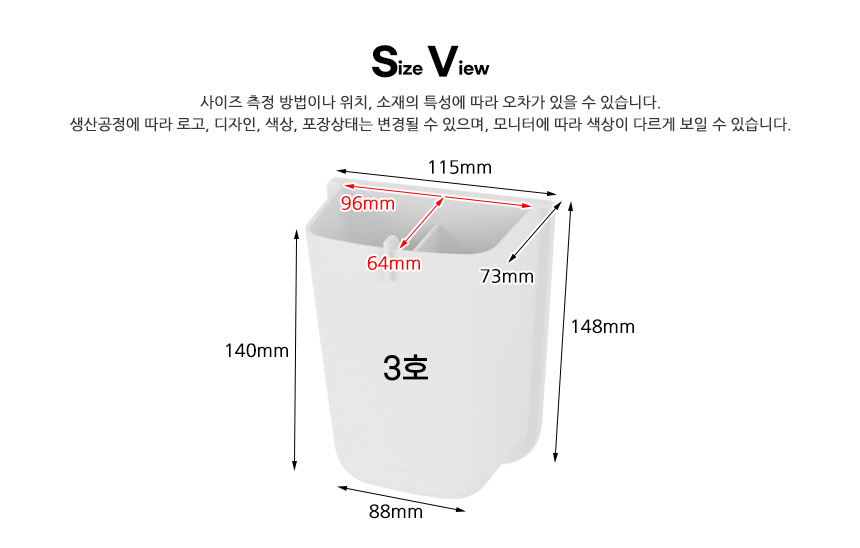 Size View
사이즈 측정 방법이나 위치, 소재의 특성에 따라 오차가 있을 수 있습니다.
생산공정에 따라 로고, 디자인, 색상, 포장상태는 변경될 수 있으며, 모니터에 따라 색상이 다르게 보일 수 있습니다.
115mm
96mm
64mm
73mm
148mm
140mm
3호
88mm